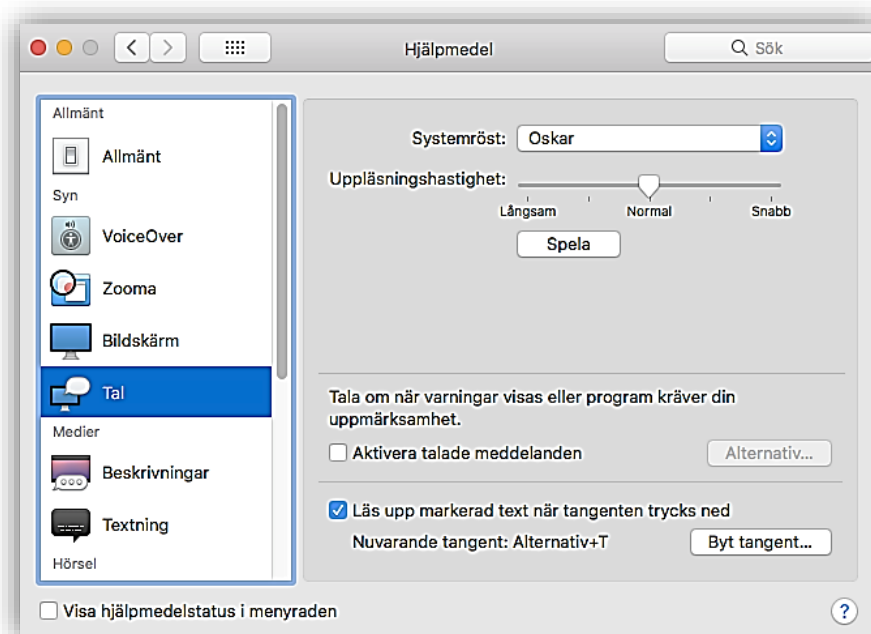 Hjälpmedel
Sök
Allmänt
Allmänt
Syn
VoiceOver
Zooma
Bildskärm
Tal
Medier
Beskrivningar
Textning
Hörsel
Systemröst: Oskar
Uppläsningshastighet:
Långsam Normal Snabb
Spela
Tala om när varningar visas eller program kräver din
uppmärksamhet.
Aktivera talade meddelanden Alternativ...
Läs upp markerad text när tangenten trycks ned
Nuvarande tangent: Alternativ+T Byt tangent...
Visa hjälpmedelstatus i menyraden ?